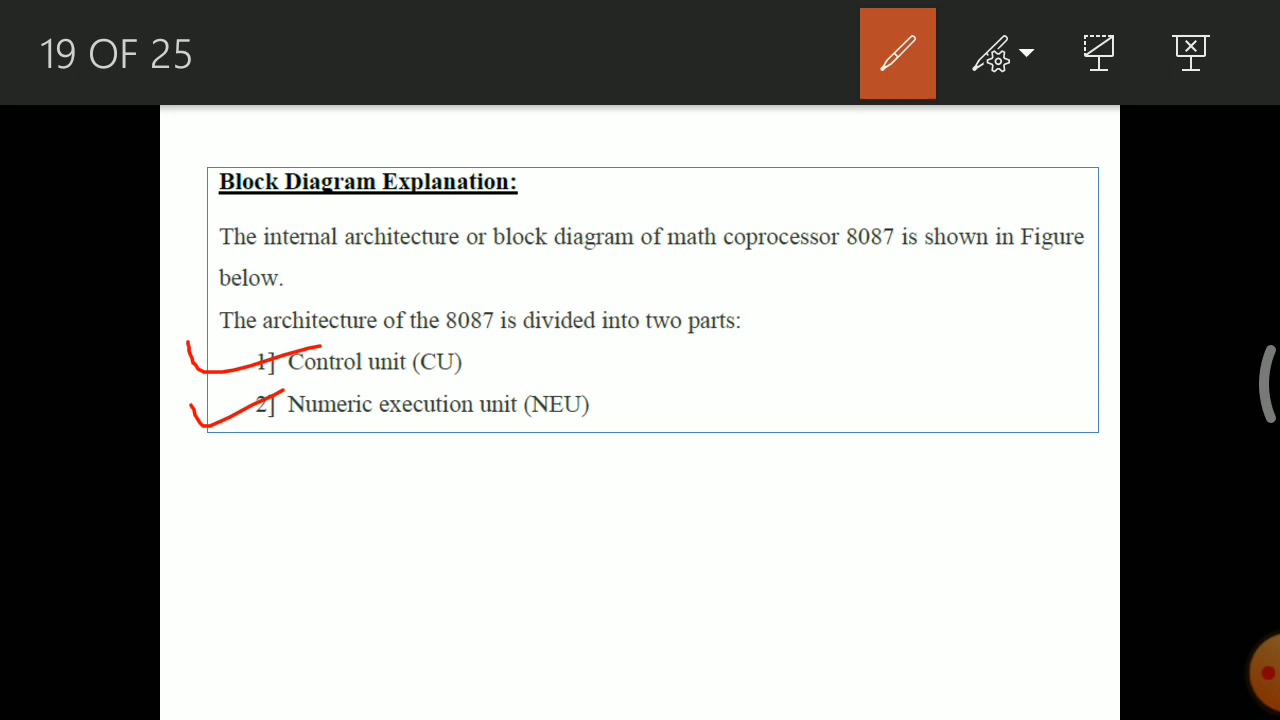 19 OF 25
Block Diagram Explanation:
The internal architecture or block diagram of math coprocessor 8087 is shown in Figure
below.
The architecture of the 8087 is divided into two parts:
1] Control unit (CU)
2] Numeric execution unit (NEU)